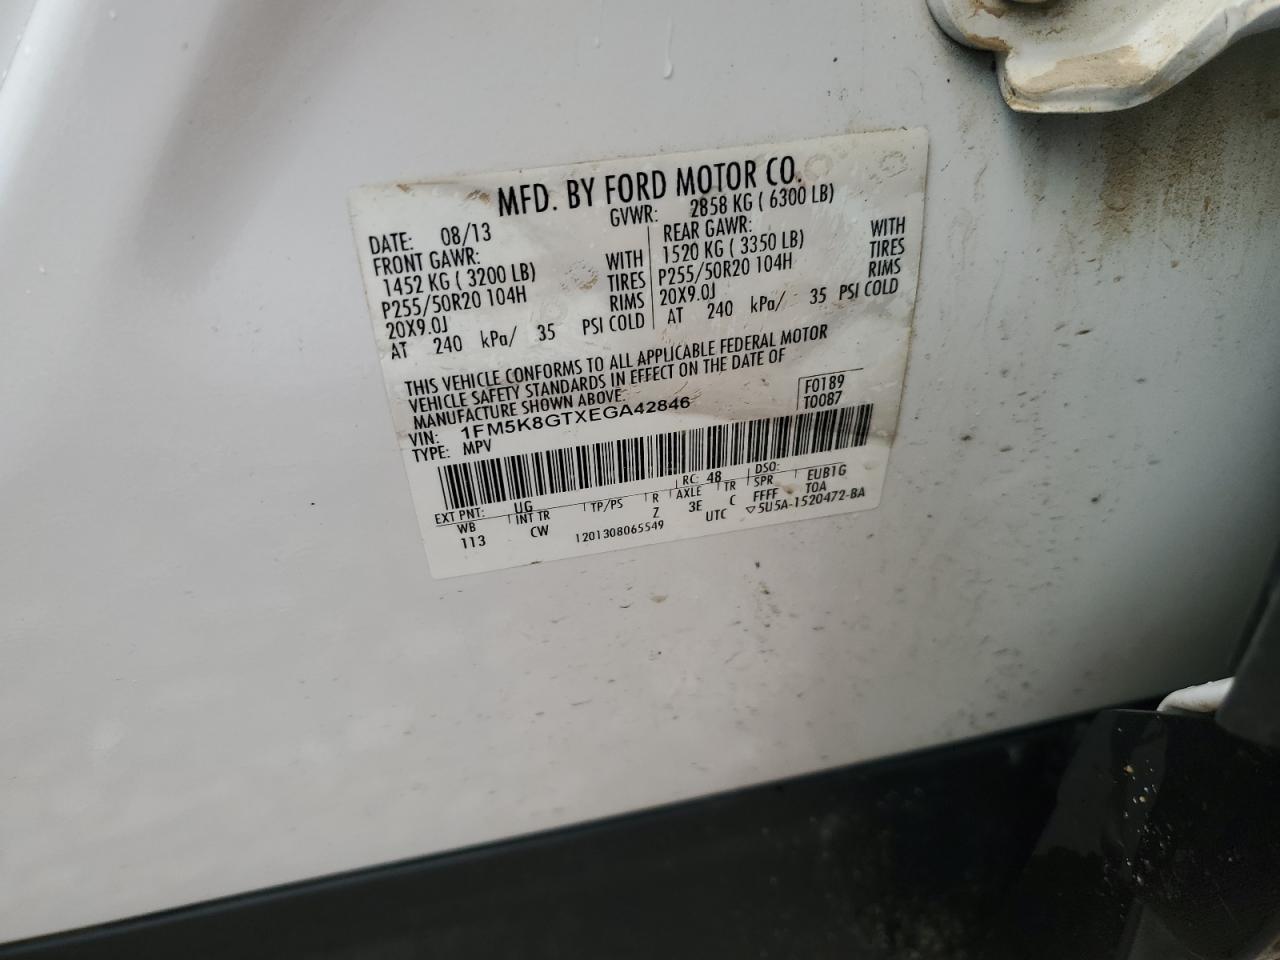 MFD. BY FORD MOTOR CO.
DATE: 08/13 GVWR: 2858 KG ( 6300 LB)
FRONT GAWR: REAR GAWR:
1452 KG ( 3200 LB) WITH 1520 KG ( 3350 LB) WITH
P255/50R20 104H TIRES P255/50R20 104H TIRES
20X9.0J RIMS 20X9.0J RIMS
AT 240 kPa/ 35 PSI COLD AT 240 kPa/ 35 PSI COLD
THIS VEHICLE CONFORMS TO ALL APPLICABLE FEDERAL MOTOR
VEHICLE SAFETY STANDARDS IN EFFECT ON THE DATE OF
MANUFACTURE SHOWN ABOVE.
F0189
VIN: 1FM5K8GTXEGA42846
T0087
TYPE: MPV
EXT PNT: UG RC: 48 DSO: EUB1G
WB INT TR TP/PS R AXLE TR SPR TOA
113 CW Z 3E C FFFF
1201308065549 UTC ▽5U5A-1520472-BA